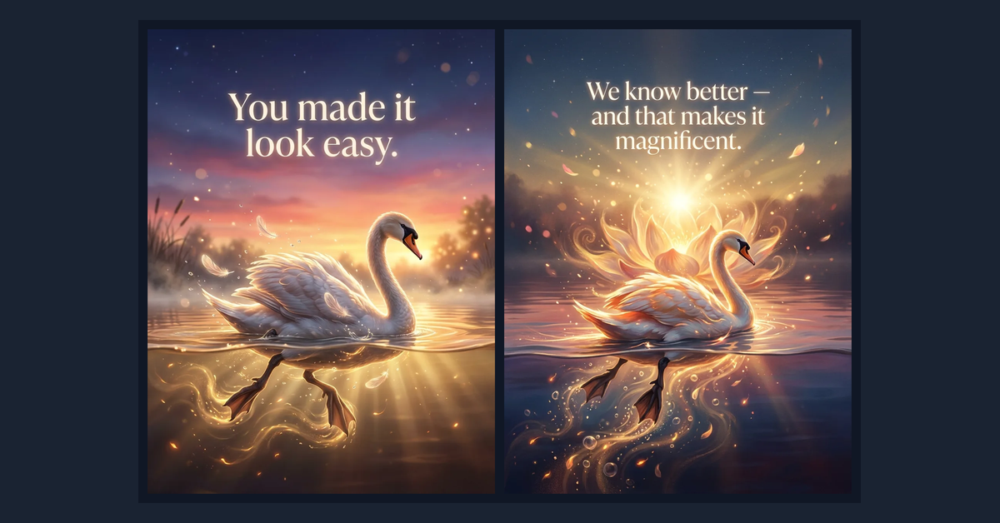 You made it
look easy.
We know better —
and that makes it
magnificent.